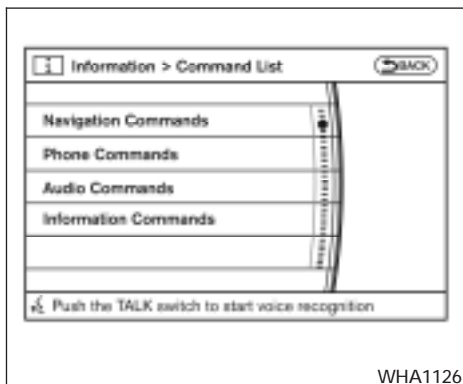 i Information > Command List BACK
Navigation Commands
Phone Commands
Audio Commands
Information Commands
Push the TALK switch to start voice recognition
WHA1126